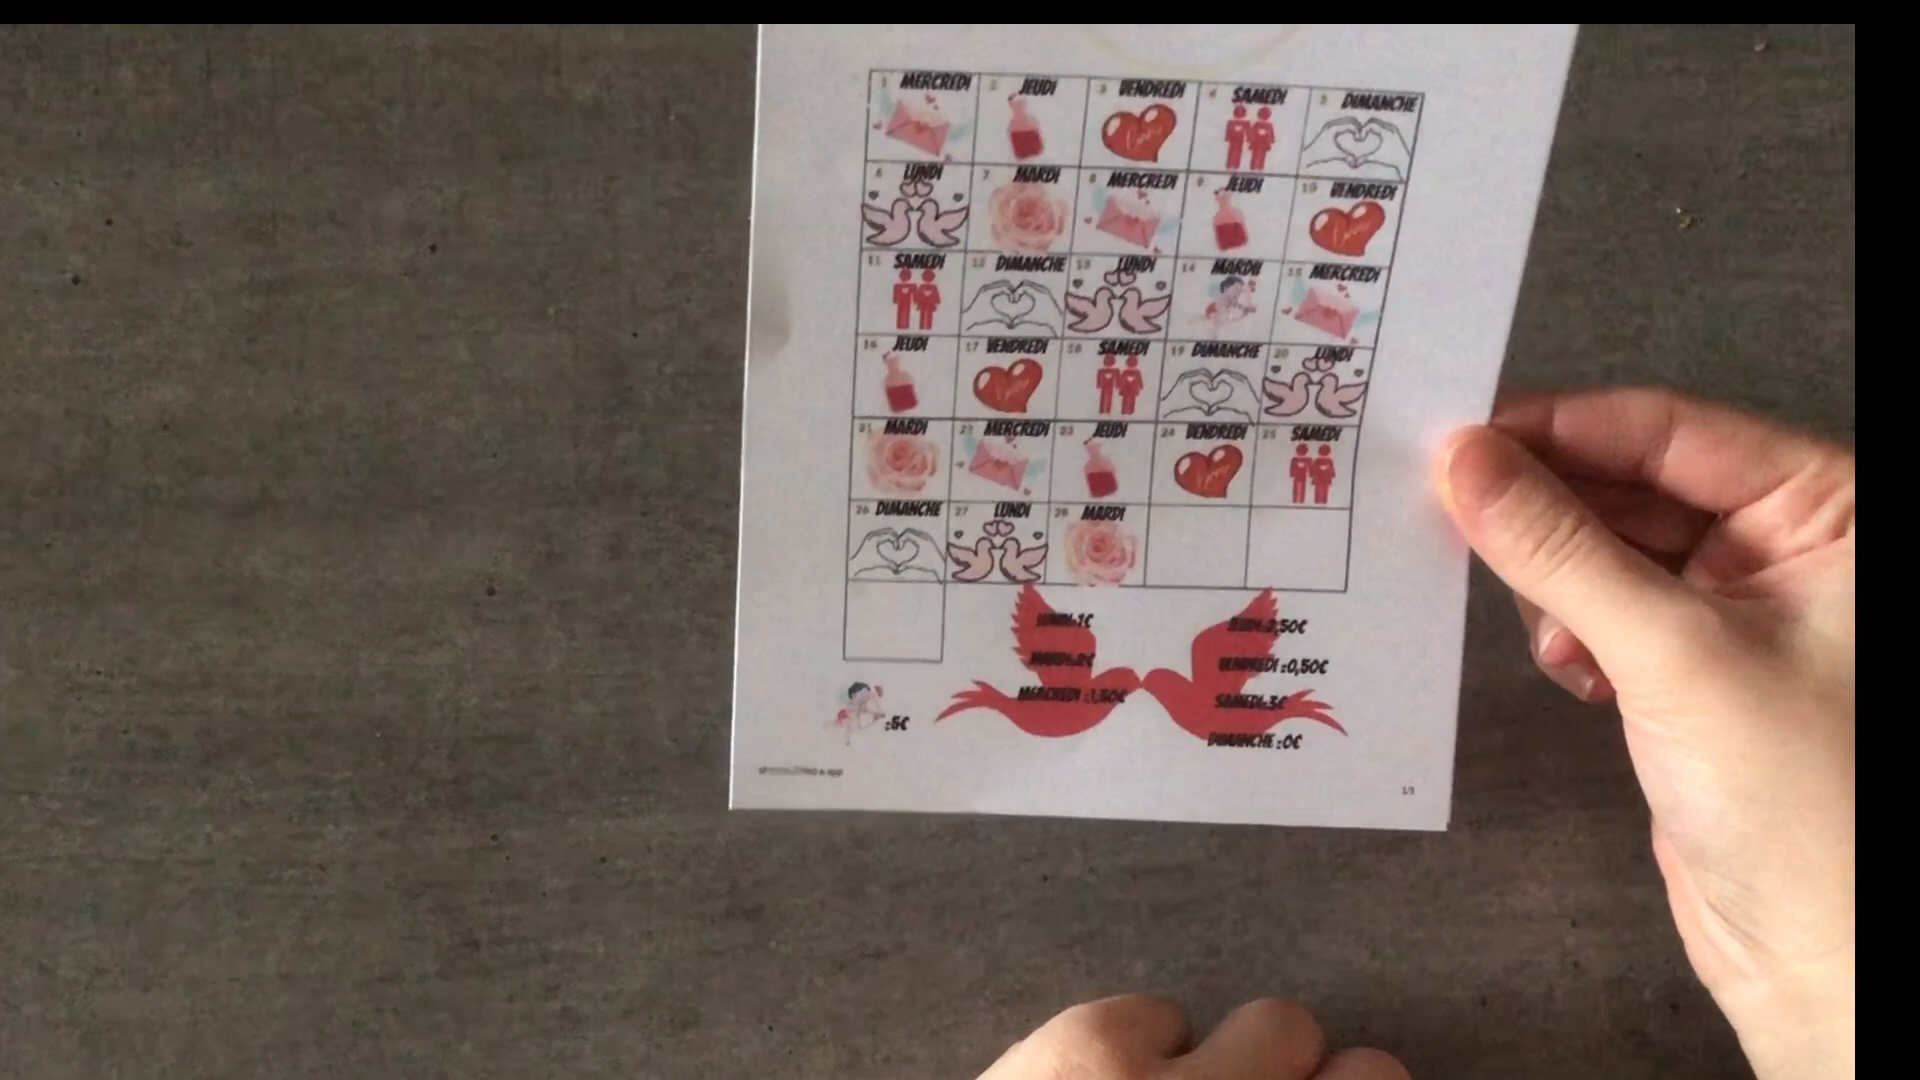 1 MERCREDI 2 JEUDI 3 VENDREDI 4 SAMEDI 5 DIMANCHE
Love
6 LUNDI 7 MARDI 8 MERCREDI 9 JEUDI 10 VENDREDI
Love
11 SAMEDI 12 DIMANCHE 13 LUNDI 14 MARDI 15 MERCREDI
16 JEUDI 17 VENDREDI 18 SAMEDI 19 DIMANCHE 20 LUNDI
Love
21 MARDI 22 MERCREDI 23 JEUDI 24 VENDREDI 25 SAMEDI
Love
26 DIMANCHE 27 LUNDI 28 MARDI
LUNDI:1€
MARDI:2€
MERCREDI :1,50€
:5€
JEUDI:2,50€
VENDREDI :0,50€
SAMEDI:3€
DIMANCHE :0€
1/1